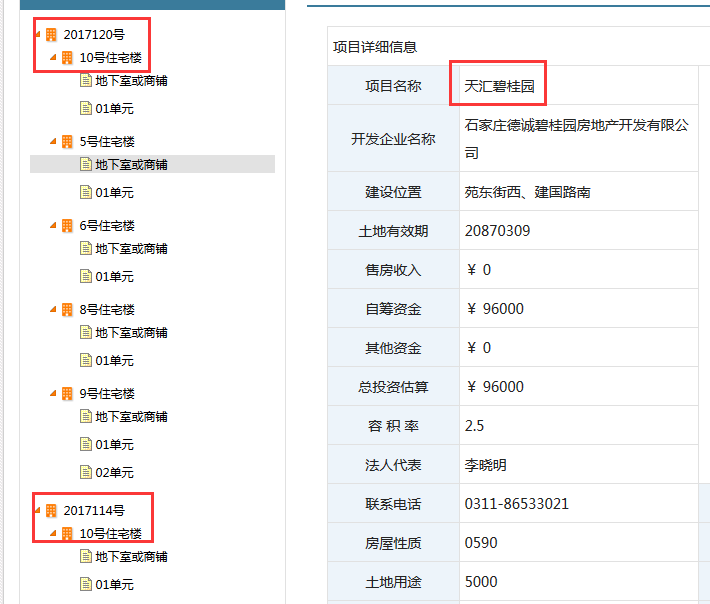 2017120号
10号住宅楼
地下室或商铺
01单元
5号住宅楼
地下室或商铺
01单元
6号住宅楼
地下室或商铺
01单元
8号住宅楼
地下室或商铺
01单元
9号住宅楼
地下室或商铺
01单元
02单元
2017114号
10号住宅楼
地下室或商铺
01单元
项目详细信息
项目名称 天汇碧桂园
开发企业名称 石家庄德诚碧桂园房地产开发有限公
司
建设位置 苑东街西、建国路南
土地有效期 20870309
售房收入 ￥ 0
自筹资金 ￥ 96000
其他资金 ￥ 0
总投资估算 ￥ 96000
容 积 率 2.5
法人代表 李晓明
联系电话 0311-86533021
房屋性质 0590
土地用途 5000